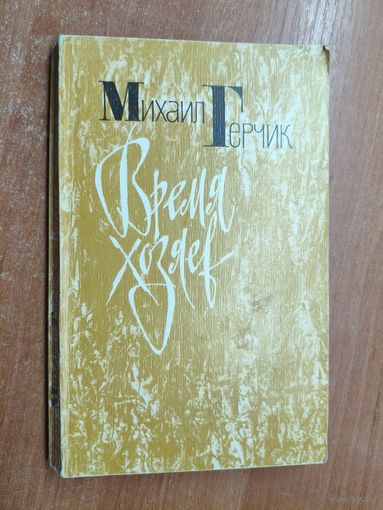 Михаил Герчик
Время
хозяев